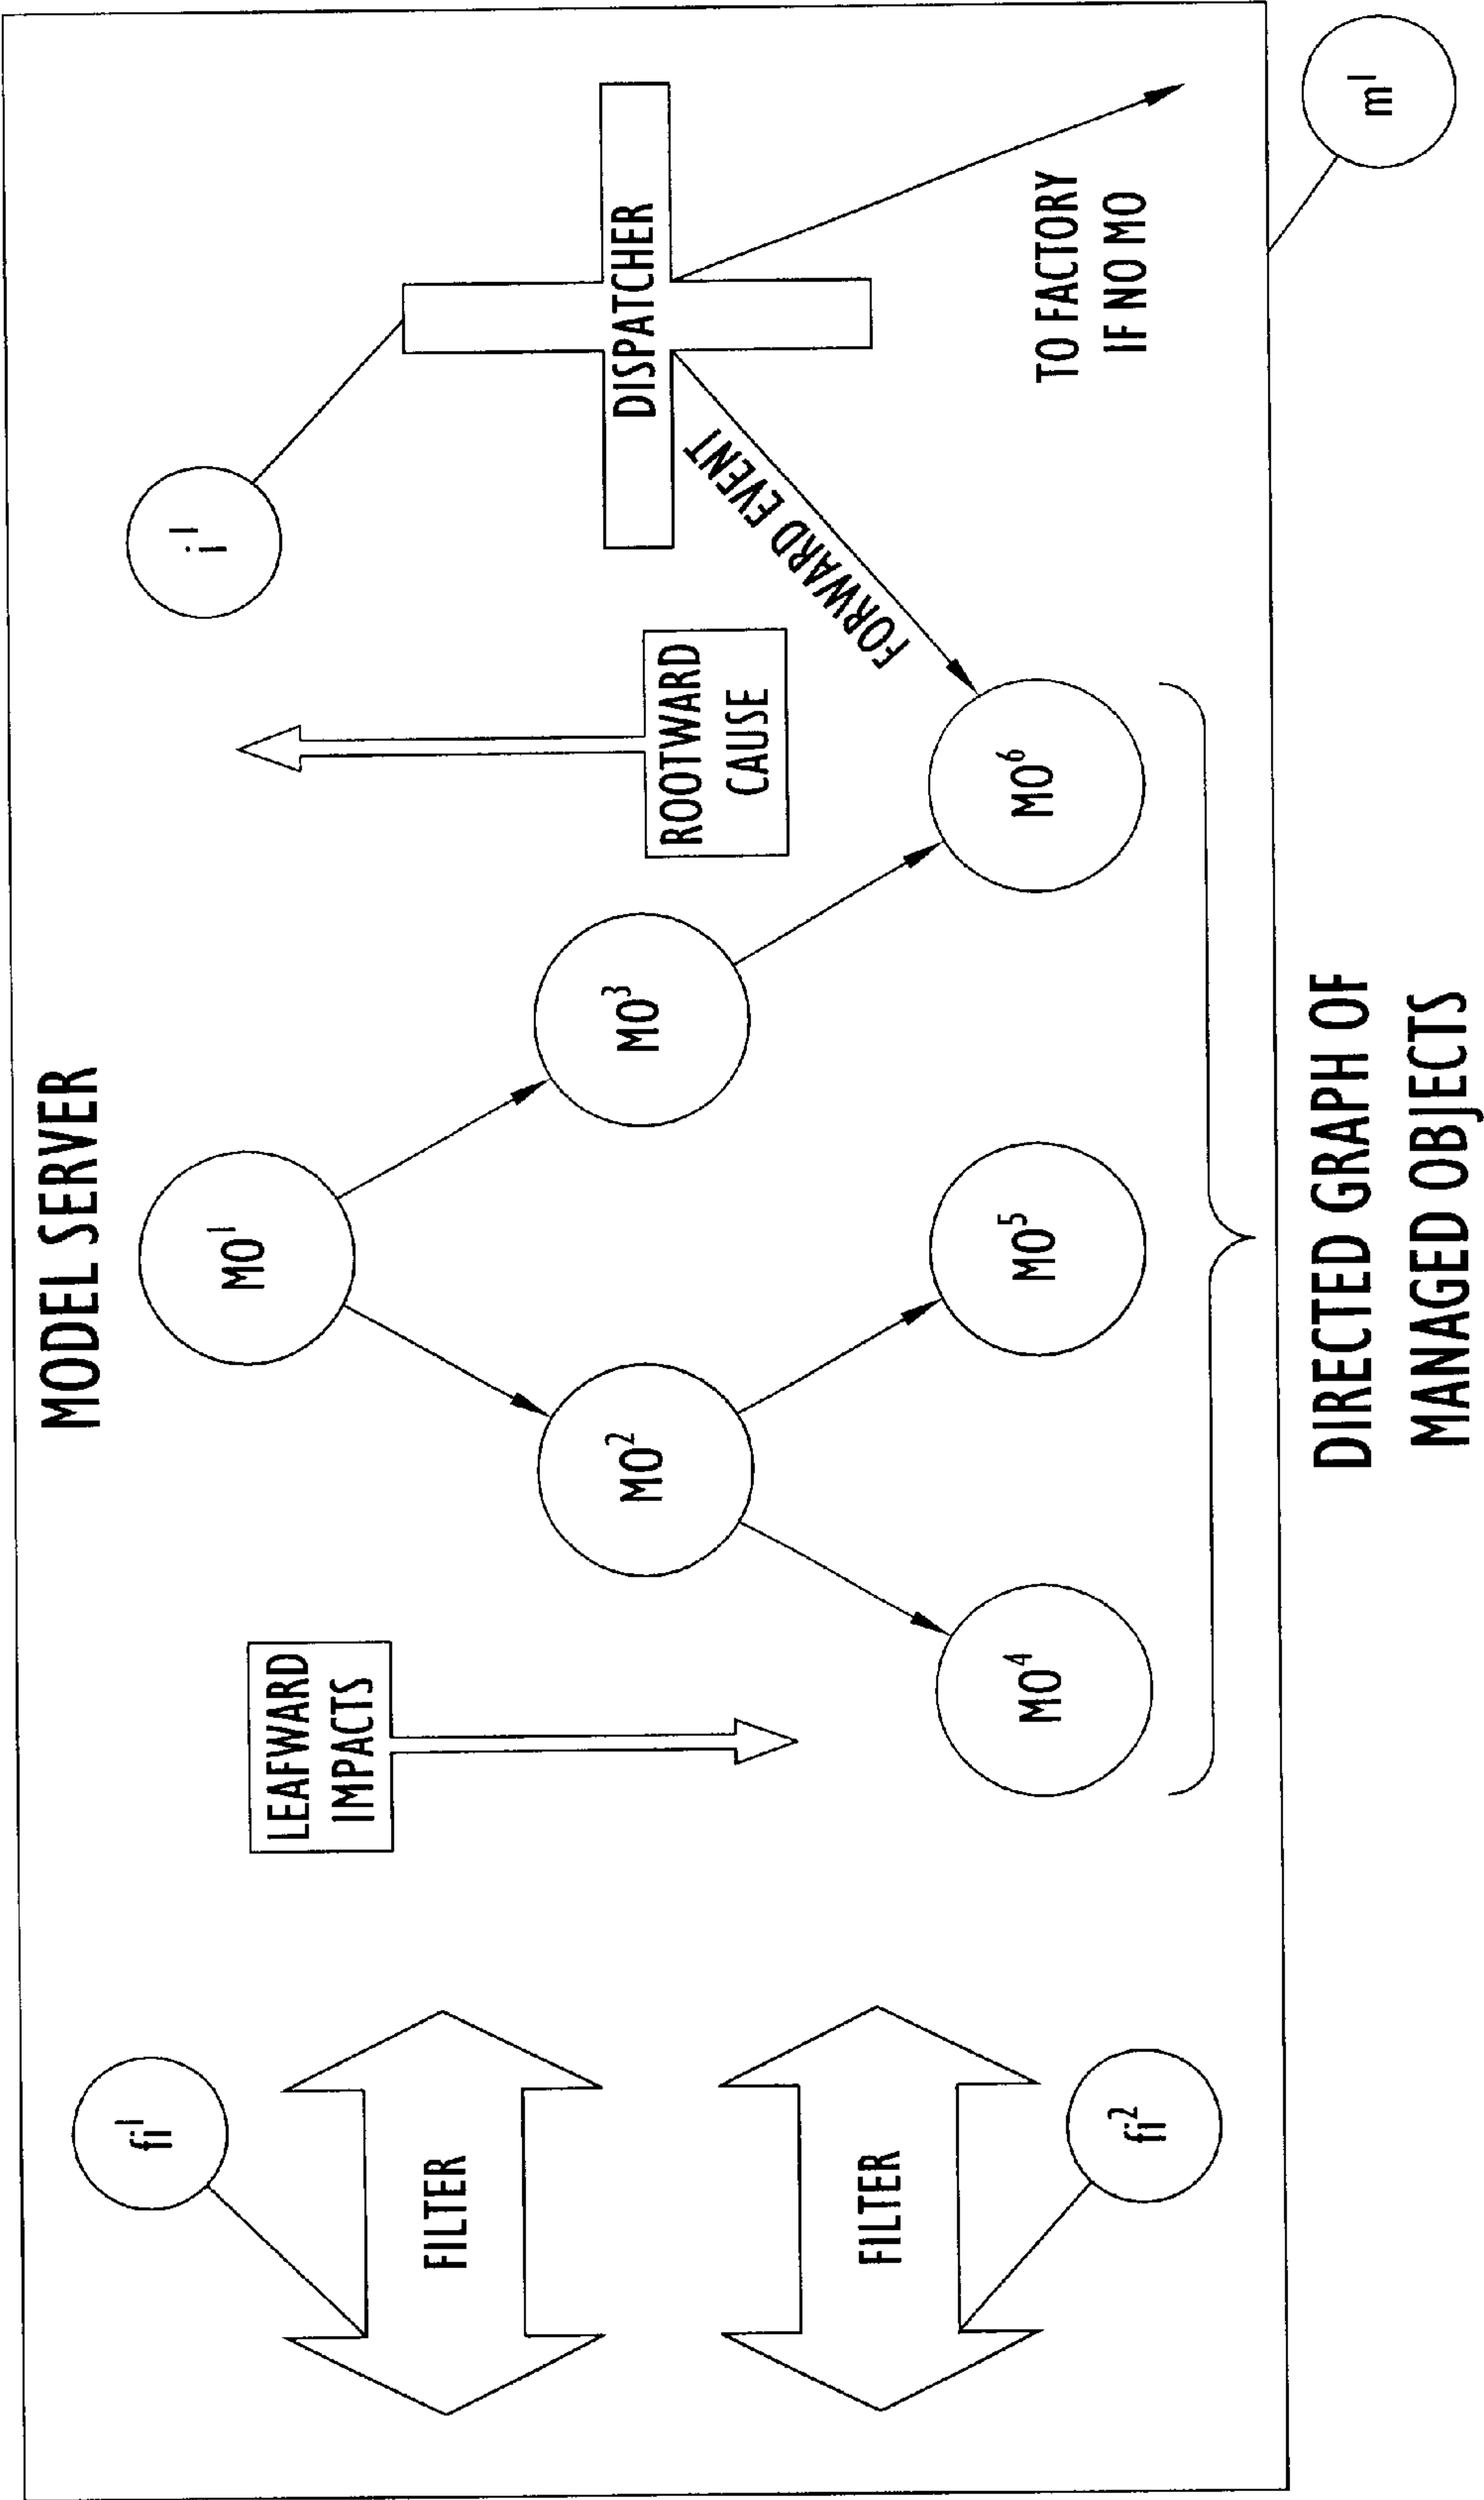 MODEL SERVER
fi¹
FILTER
FILTER
fi²
LEAFWARD
IMPACTS
MO¹
MO²
MO³
MO⁴
MO⁵
MO⁶
ROOTWARD
CAUSE
i¹
DISPATCHER
FORWARD EVENT
TO FACTORY
IF NO MO
m¹
DIRECTED GRAPH OF
MANAGED OBJECTS